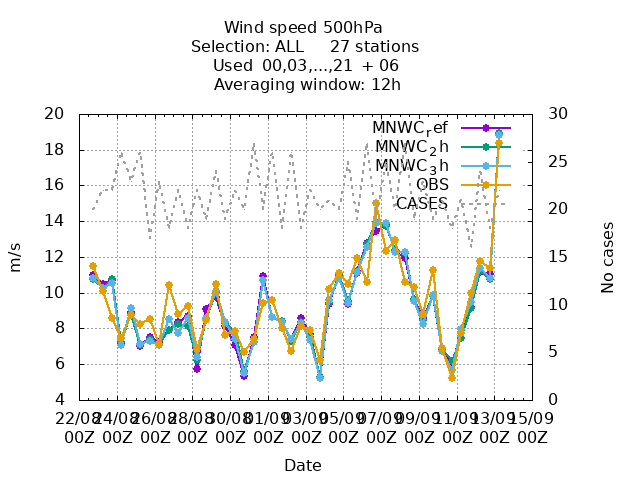 Wind speed 500hPa
Selection: ALL 27 stations
Used 00,03,...,21 + 06
Averaging window: 12h
20 30
MNWC_ref
MNWC_2h
MNWC_3h
OBS
CASES
18 25
16
14 20
12 15
10 10
8
6 5
4 0
m/s
No cases
22/08 24/08 26/08 28/08 30/08 01/09 03/09 05/09 07/09 09/09 11/09 13/09 15/09
00Z 00Z 00Z 00Z 00Z 00Z 00Z 00Z 00Z 00Z 00Z 00Z 00Z
Date